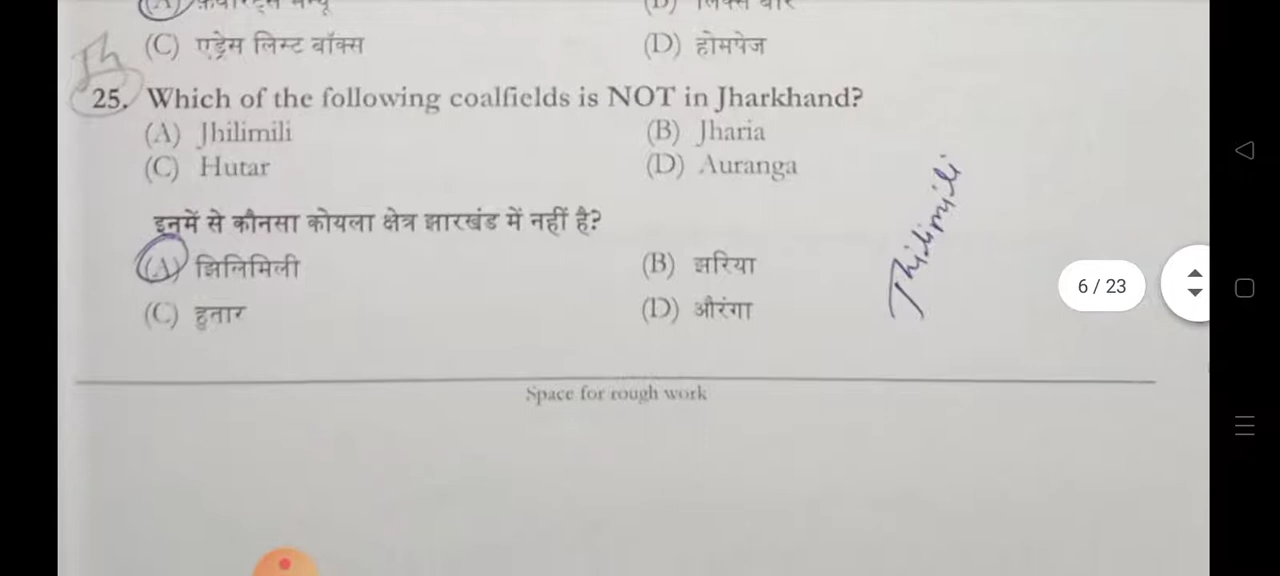 (C) एड्रेस लिस्ट बॉक्स (D) होमपेज
25. Which of the following coalfields is NOT in Jharkhand?
(A) Jhilimili (B) Jharia
(C) Hutar (D) Auranga
इनमें से कौनसा कोयला क्षेत्र झारखंड में नहीं है?
(A) झिलिमिली (B) झरिया
(C) हुतार (D) औरंगा
Jhilimili
6 / 23
Space for rough work